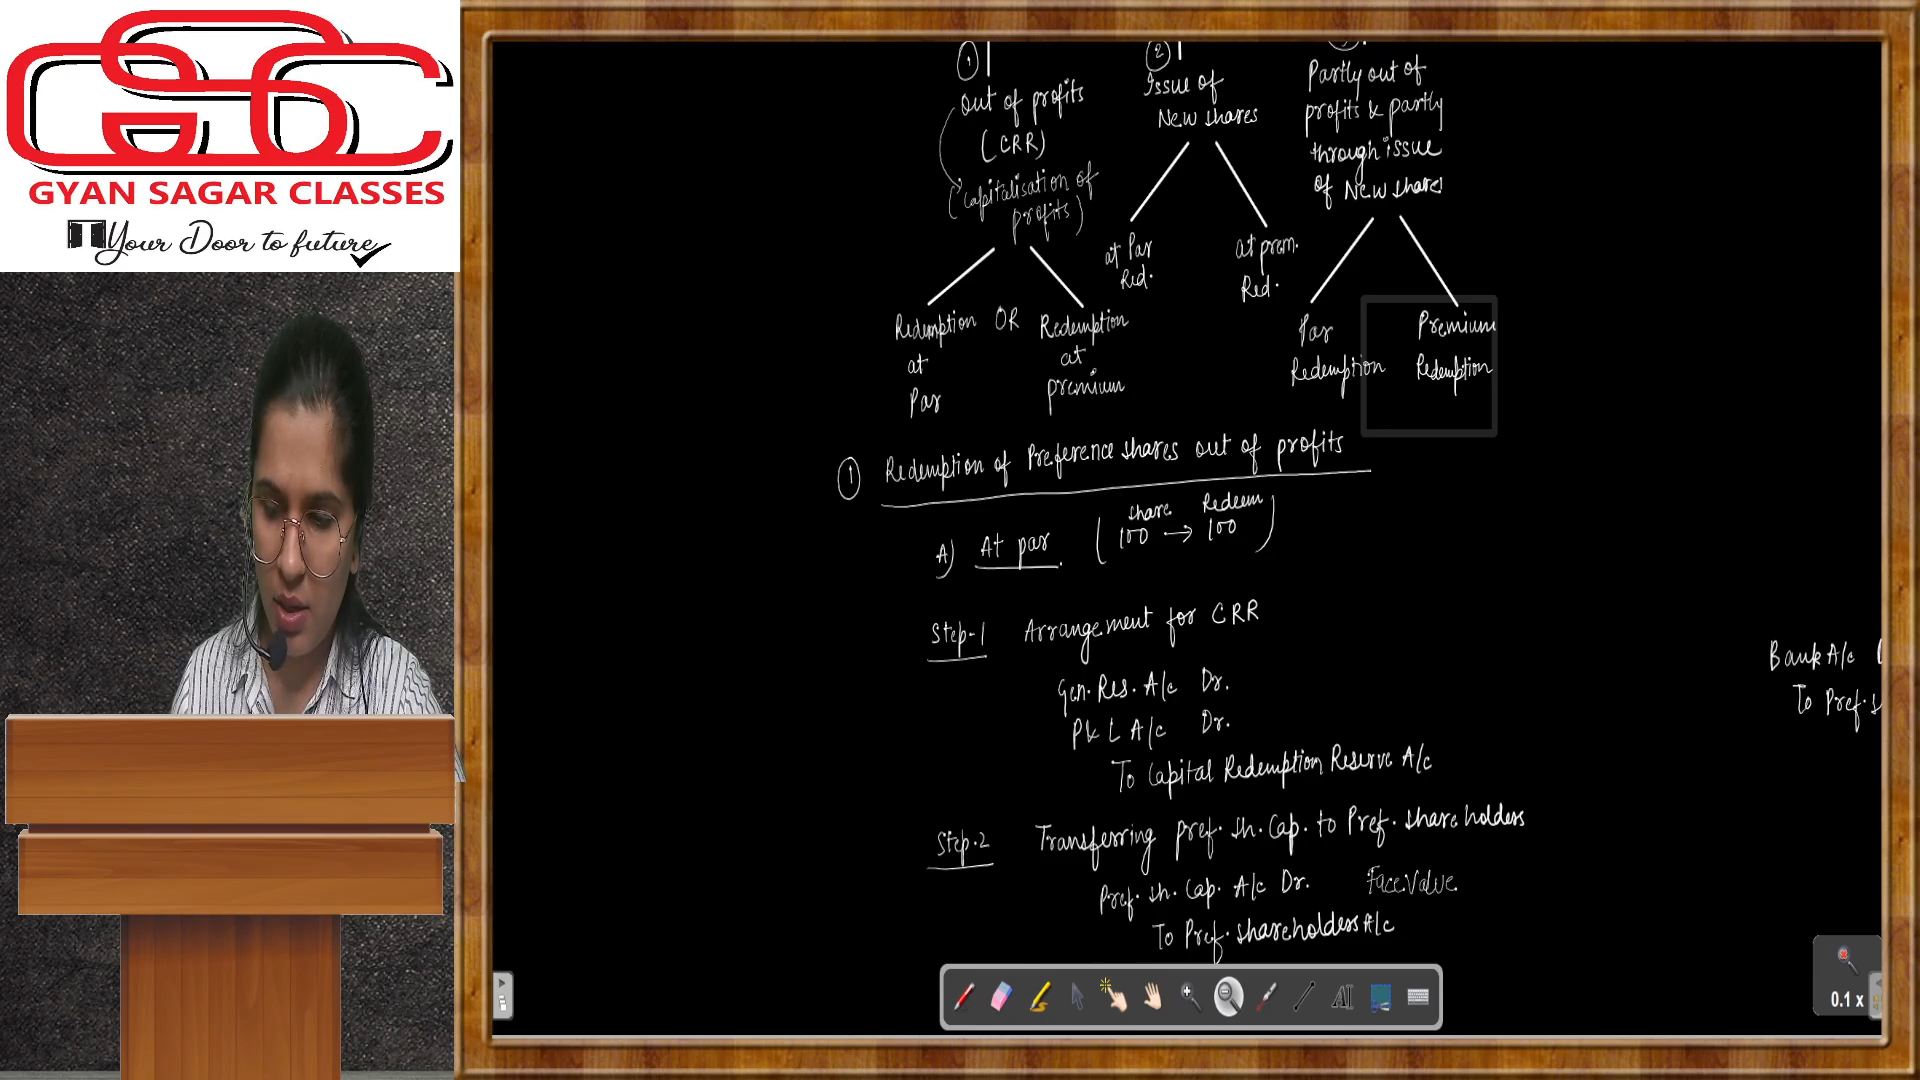 GSC
GYAN SAGAR CLASSES
Your Door to future
1
out of profits
(CRR)
(Capitalisation of
profits)
Redemption
at
Par
OR
Redemption
at
premium
2
Issue of
New shares
at Par
Red.
at prem.
Red.
Partly out of
profits & partly
through issue
of New shares
Par
Redemption
Premium
Redemption
1 Redemption of Preference shares out of profits
A) At par. (share 100 → Redeem 100)
Step-1 Arrangement for CRR
Gen. Res. A/c Dr.
P&L A/c Dr.
To Capital Redemption Reserve A/c
Step-2 Transferring pref. sh. Cap. to Pref. shareholders
Pref. sh. Cap. A/c Dr. Face Value
To Pref. shareholders A/c
Bank A/c
To Pref. s
0.1 x